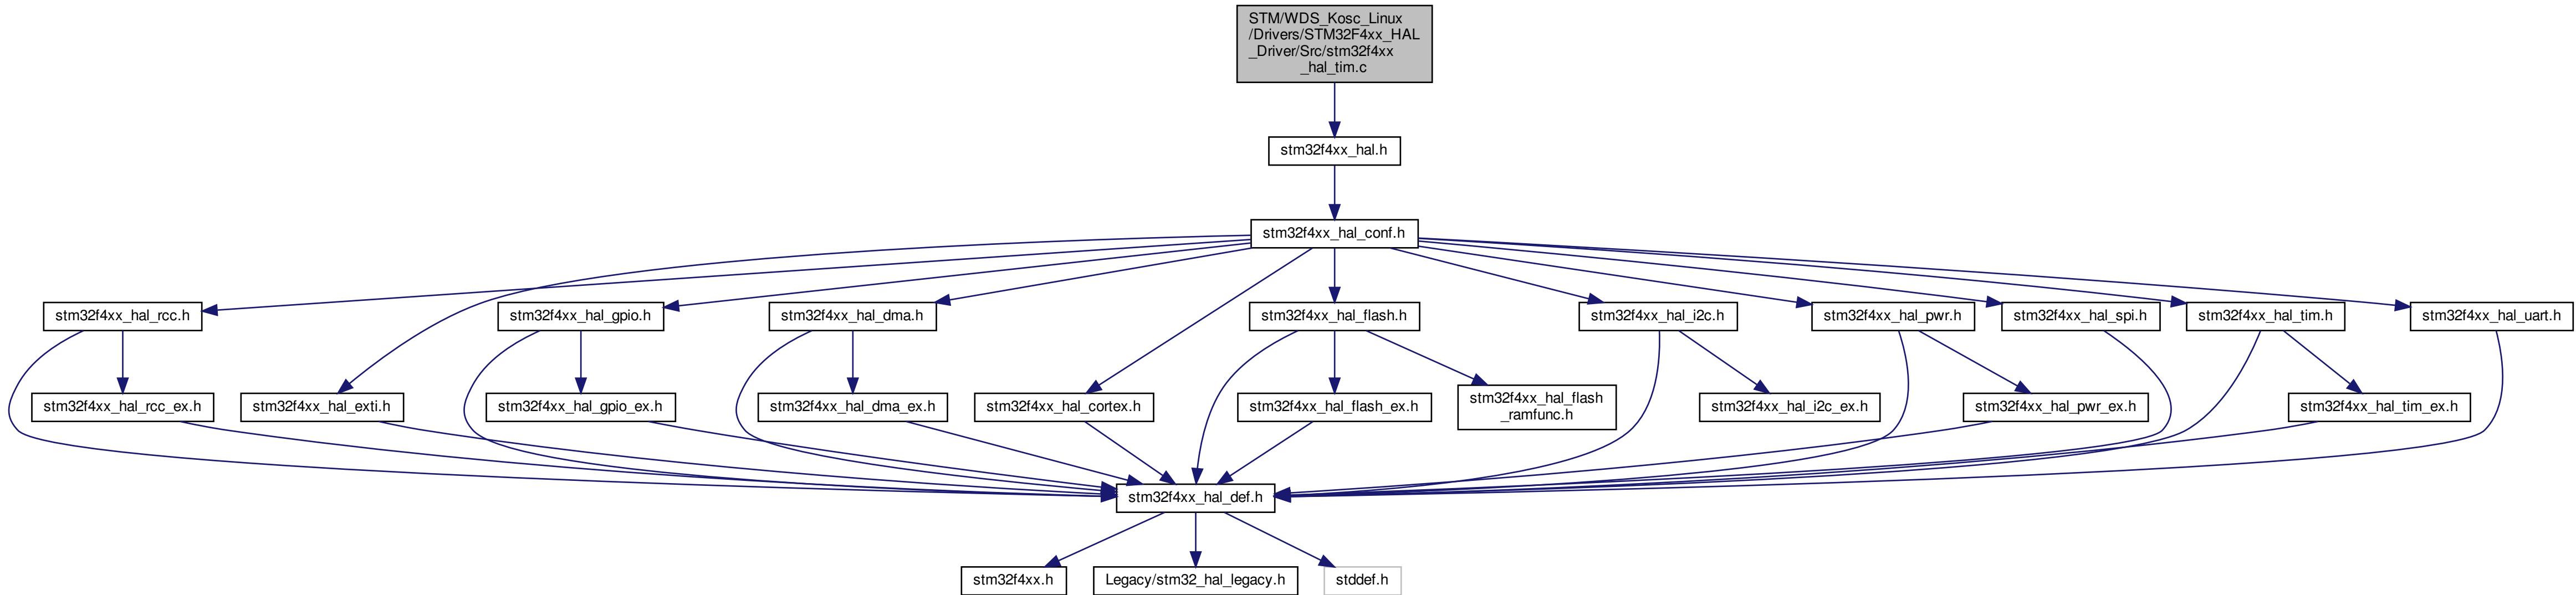 STM/WDS_Kosc_Linux
/Drivers/STM32F4xx_HAL
_Driver/Src/stm32f4xx
_hal_tim.c
stm32f4xx_hal.h
stm32f4xx_hal_conf.h
stm32f4xx_hal_rcc.h
stm32f4xx_hal_gpio.h
stm32f4xx_hal_dma.h
stm32f4xx_hal_flash.h
stm32f4xx_hal_i2c.h
stm32f4xx_hal_pwr.h
stm32f4xx_hal_spi.h
stm32f4xx_hal_tim.h
stm32f4xx_hal_uart.h
stm32f4xx_hal_rcc_ex.h
stm32f4xx_hal_exti.h
stm32f4xx_hal_gpio_ex.h
stm32f4xx_hal_dma_ex.h
stm32f4xx_hal_cortex.h
stm32f4xx_hal_flash_ex.h
stm32f4xx_hal_flash
_ramfunc.h
stm32f4xx_hal_i2c_ex.h
stm32f4xx_hal_pwr_ex.h
stm32f4xx_hal_tim_ex.h
stm32f4xx_hal_def.h
stm32f4xx.h
Legacy/stm32_hal_legacy.h
stddef.h